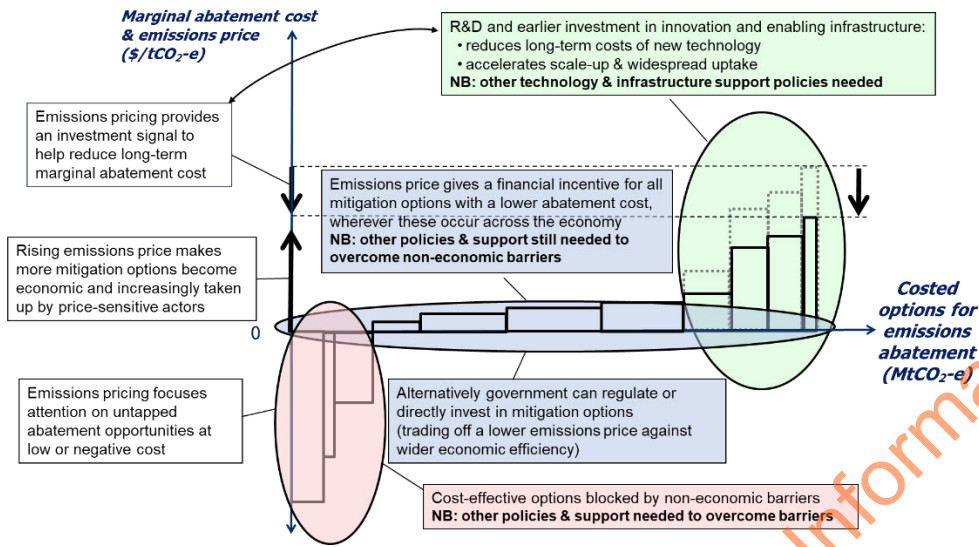 Marginal abatement cost
& emissions price
($/tCO₂-e)
R&D and earlier investment in innovation and enabling infrastructure:
• reduces long-term costs of new technology
• accelerates scale-up & widespread uptake
NB: other technology & infrastructure support policies needed
Emissions pricing provides
an investment signal to
help reduce long-term
marginal abatement cost
Emissions price gives a financial incentive for all
mitigation options with a lower abatement cost,
wherever these occur across the economy
NB: other policies & support still needed to
overcome non-economic barriers
Rising emissions price makes
more mitigation options become
economic and increasingly taken
up by price-sensitive actors
0
Costed
options for
emissions
abatement
(MtCO₂-e)
Emissions pricing focuses
attention on untapped
abatement opportunities at
low or negative cost
Alternatively government can regulate or
directly invest in mitigation options
(trading off a lower emissions price against
wider economic efficiency)
Cost-effective options blocked by non-economic barriers
NB: other policies & support needed to overcome barriers